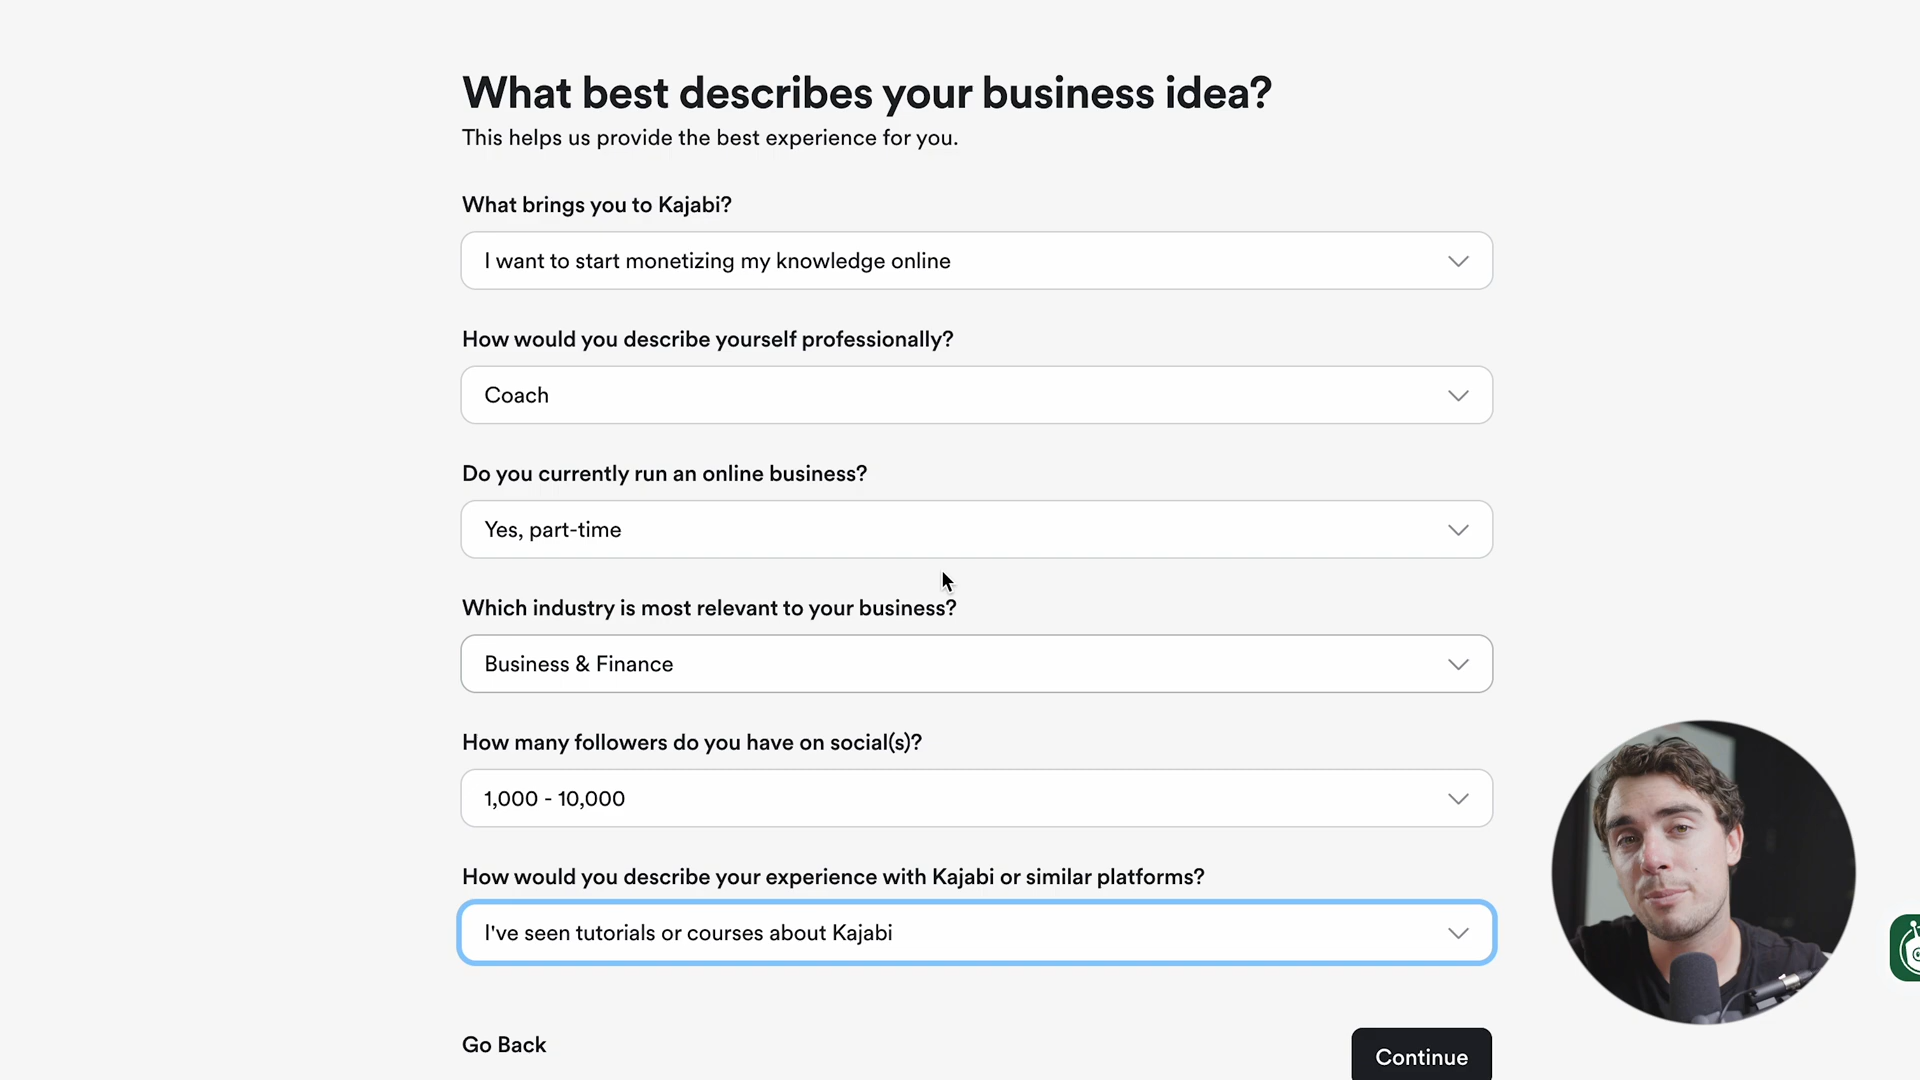 What best describes your business idea?
This helps us provide the best experience for you.
What brings you to Kajabi?
I want to start monetizing my knowledge online
How would you describe yourself professionally?
Coach
Do you currently run an online business?
Yes, part-time
Which industry is most relevant to your business?
Business & Finance
How many followers do you have on social(s)?
1,000 - 10,000
How would you describe your experience with Kajabi or similar platforms?
I've seen tutorials or courses about Kajabi
Go Back
Continue